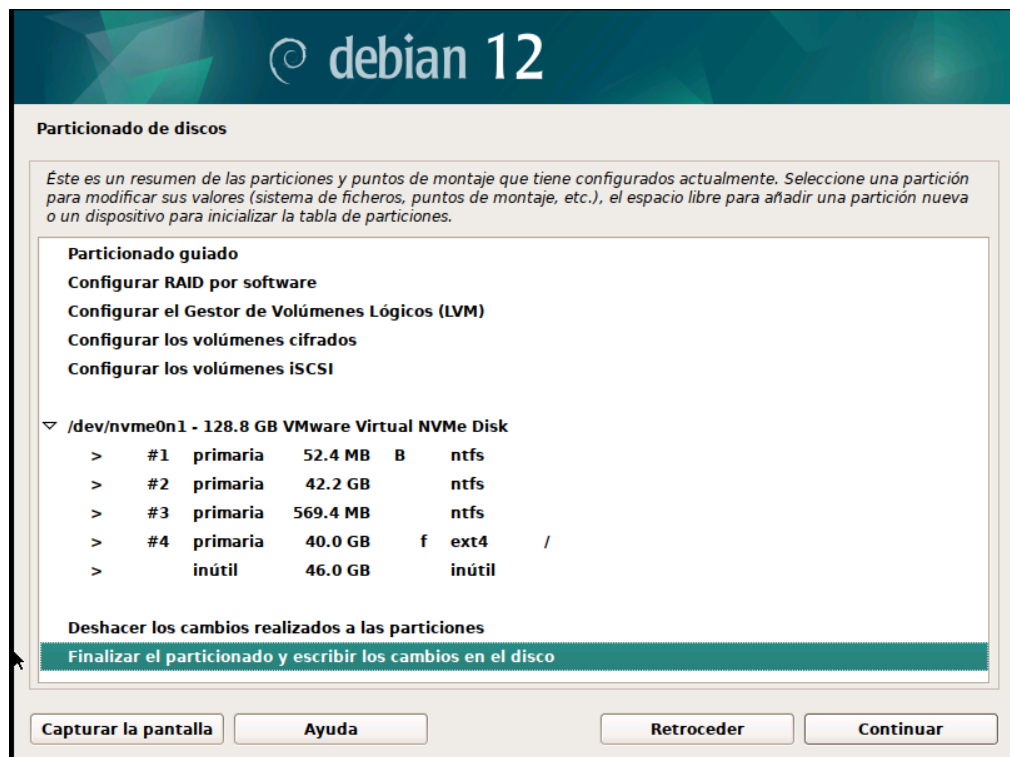 debian 12
Particionado de discos
Éste es un resumen de las particiones y puntos de montaje que tiene configurados actualmente. Seleccione una partición
para modificar sus valores (sistema de ficheros, puntos de montaje, etc.), el espacio libre para añadir una partición nueva
o un dispositivo para inicializar la tabla de particiones.
Particionado guiado
Configurar RAID por software
Configurar el Gestor de Volúmenes Lógicos (LVM)
Configurar los volúmenes cifrados
Configurar los volúmenes iSCSI
/dev/nvme0n1 - 128.8 GB VMware Virtual NVMe Disk
> #1 primaria 52.4 MB B ntfs
> #2 primaria 42.2 GB ntfs
> #3 primaria 569.4 MB ntfs
> #4 primaria 40.0 GB f ext4 /
> inútil 46.0 GB inútil
Deshacer los cambios realizados a las particiones
Finalizar el particionado y escribir los cambios en el disco
Capturar la pantalla Ayuda Retroceder Continuar